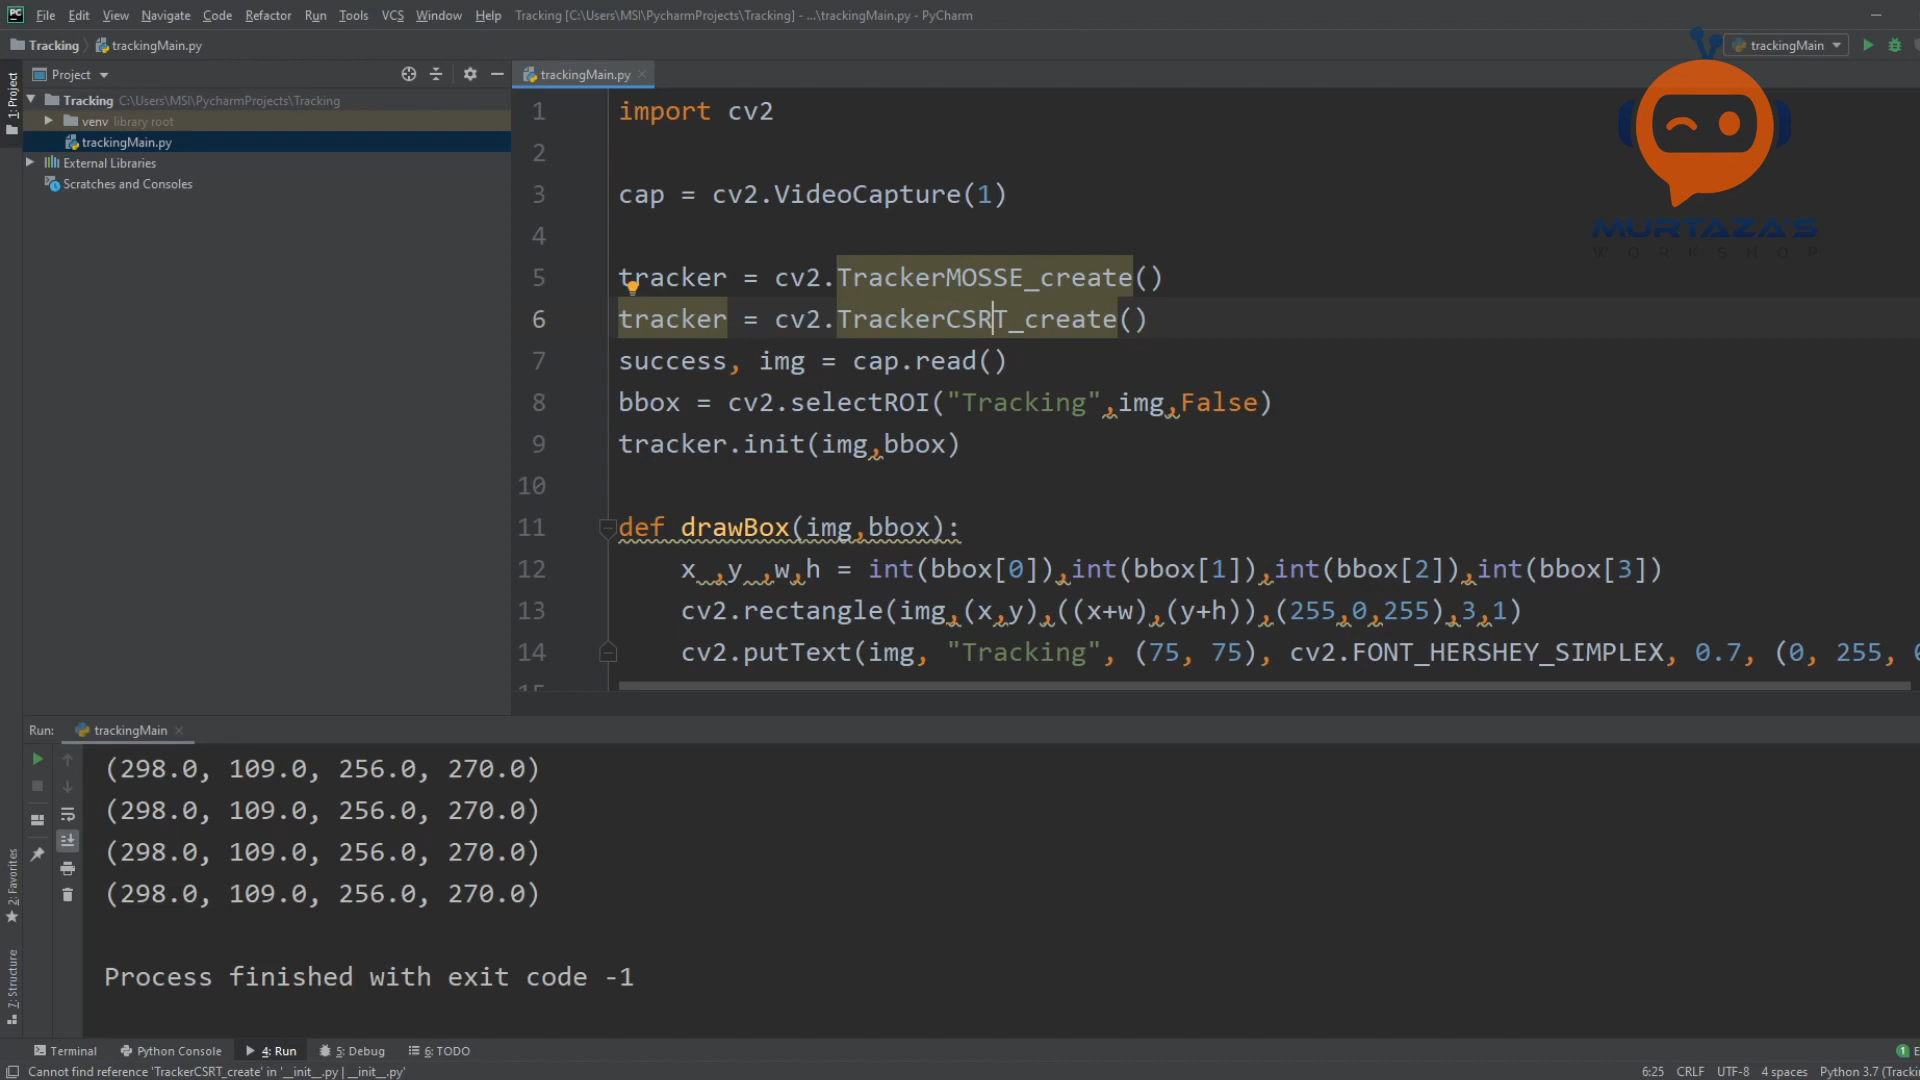 PC File Edit View Navigate Code Refactor Run Tools VCS Window Help Tracking [C:\Users\MSI\PycharmProjects\Tracking] - ...\trackingMain.py - PyCharm
Tracking trackingMain.py
trackingMain
1: Project
Project
trackingMain.py
Tracking C:\Users\MSI\PycharmProjects\Tracking
venv library root
trackingMain.py
External Libraries
Scratches and Consoles
MURTAZA'S
WORKSHOP
1 import cv2
2
3 cap = cv2.VideoCapture(1)
4
5 tracker = cv2.TrackerMOSSE_create()
6 tracker = cv2.TrackerCSRT_create()
7 success, img = cap.read()
8 bbox = cv2.selectROI("Tracking",img,False)
9 tracker.init(img,bbox)
10
11 def drawBox(img,bbox):
12 x ,y ,w,h = int(bbox[0]),int(bbox[1]),int(bbox[2]),int(bbox[3])
13 cv2.rectangle(img,(x,y),((x+w),(y+h)),(255,0,255),3,1)
14 cv2.putText(img, "Tracking", (75, 75), cv2.FONT_HERSHEY_SIMPLEX, 0.7, (0, 255, 0
15
Run: trackingMain
(298.0, 109.0, 256.0, 270.0)
(298.0, 109.0, 256.0, 270.0)
(298.0, 109.0, 256.0, 270.0)
(298.0, 109.0, 256.0, 270.0)
Process finished with exit code -1
2: Favorites
7: Structure
Terminal Python Console 4: Run 5: Debug 6: TODO 1 E
Cannot find reference 'TrackerCSRT_create' in '__init__.py | __init__.py' 6:25 CRLF UTF-8 4 spaces Python 3.7 (Trackin